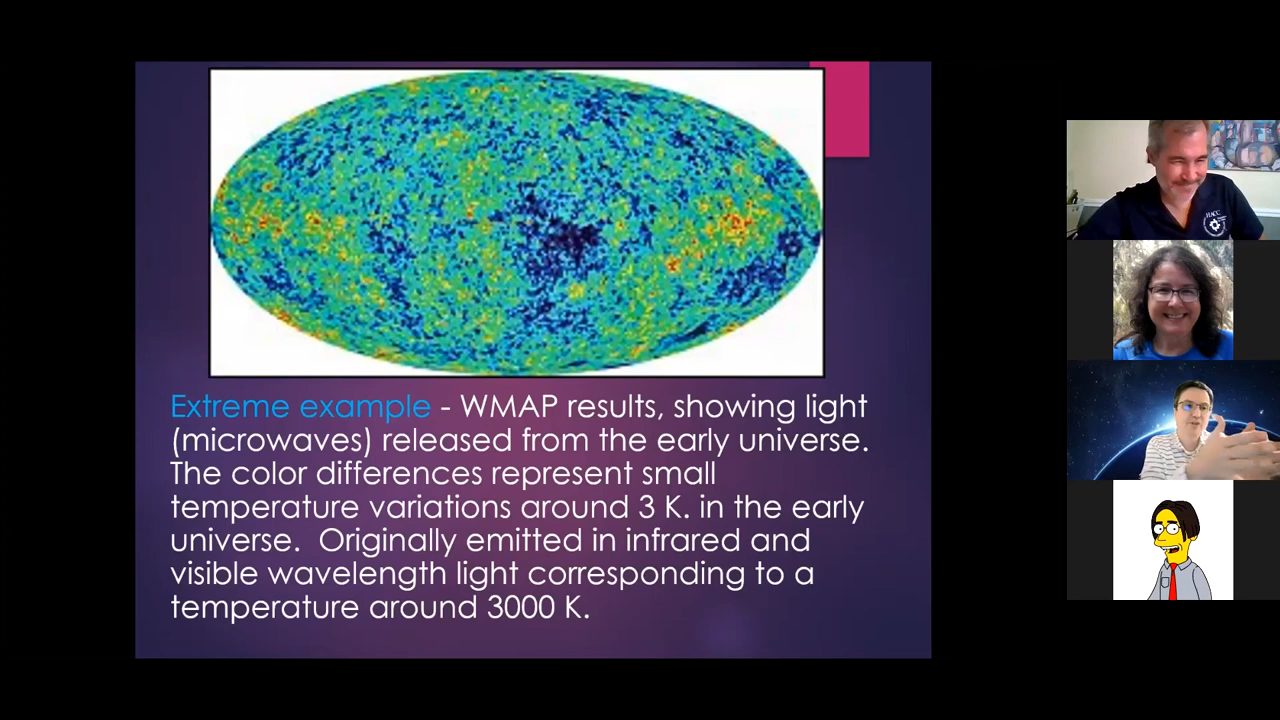 Extreme example - WMAP results, showing light
(microwaves) released from the early universe.
The color differences represent small
temperature variations around 3 K. in the early
universe.  Originally emitted in infrared and
visible wavelength light corresponding to a
temperature around 3000 K.
HACC